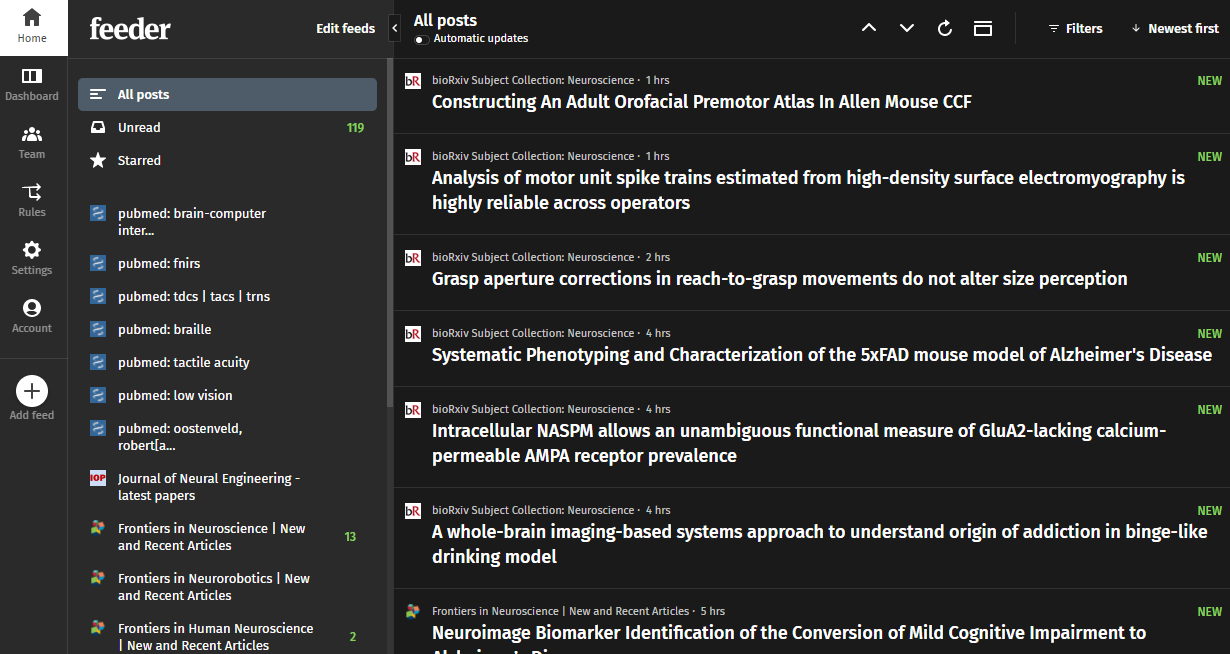 Home
Dashboard
Team
Rules
Settings
Account
Add feed
feeder
Edit feeds
All posts
Unread 119
Starred
pubmed: brain-computer
inter...
pubmed: fnirs
pubmed: tdcs | tacs | trns
pubmed: braille
pubmed: tactile acuity
pubmed: low vision
pubmed: oostenveld,
robert[a...
IOP Journal of Neural Engineering -
latest papers
Frontiers in Neuroscience | New
and Recent Articles 13
Frontiers in Neurorobotics | New
and Recent Articles
Frontiers in Human Neuroscience
| New and Recent Articles 2
All posts
Automatic updates
Filters
Newest first
bR bioRxiv Subject Collection: Neuroscience · 1 hrs NEW
Constructing An Adult Orofacial Premotor Atlas In Allen Mouse CCF
bR bioRxiv Subject Collection: Neuroscience · 1 hrs NEW
Analysis of motor unit spike trains estimated from high-density surface electromyography is
highly reliable across operators
bR bioRxiv Subject Collection: Neuroscience · 2 hrs NEW
Grasp aperture corrections in reach-to-grasp movements do not alter size perception
bR bioRxiv Subject Collection: Neuroscience · 4 hrs NEW
Systematic Phenotyping and Characterization of the 5xFAD mouse model of Alzheimer's Disease
bR bioRxiv Subject Collection: Neuroscience · 4 hrs NEW
Intracellular NASPM allows an unambiguous functional measure of GluA2-lacking calcium-
permeable AMPA receptor prevalence
bR bioRxiv Subject Collection: Neuroscience · 4 hrs NEW
A whole-brain imaging-based systems approach to understand origin of addiction in binge-like
drinking model
Frontiers in Neuroscience | New and Recent Articles · 5 hrs NEW
Neuroimage Biomarker Identification of the Conversion of Mild Cognitive Impairment to